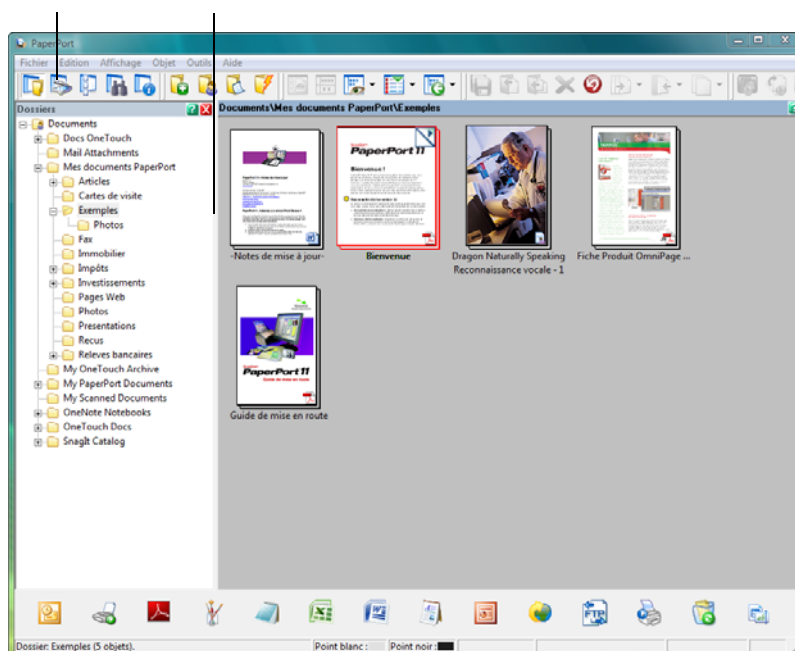 PaperPort
Fichier Edition Affichage Objet Outils Aide
Dossiers
Documents\Mes documents PaperPort\Exemples
Documents
Docs OneTouch
Mail Attachments
Mes documents PaperPort
Articles
Cartes de visite
Exemples
Photos
Fax
Immobilier
Impôts
Investissements
Pages Web
Photos
Presentations
Recus
Releves bancaires
My OneTouch Archive
My PaperPort Documents
My Scanned Documents
OneNote Notebooks
OneTouch Docs
SnagIt Catalog
PaperPort 11
Bienvenue !
-Notes de mise à jour-
Bienvenue
Dragon Naturally Speaking
Reconnaissance vocale - 1
Fiche Produit OmniPage ...
PaperPort 11
Guide de mise en route
Guide de mise en route
FTP
Dossier: Exemples (5 objets).
Point blanc :
Point noir :